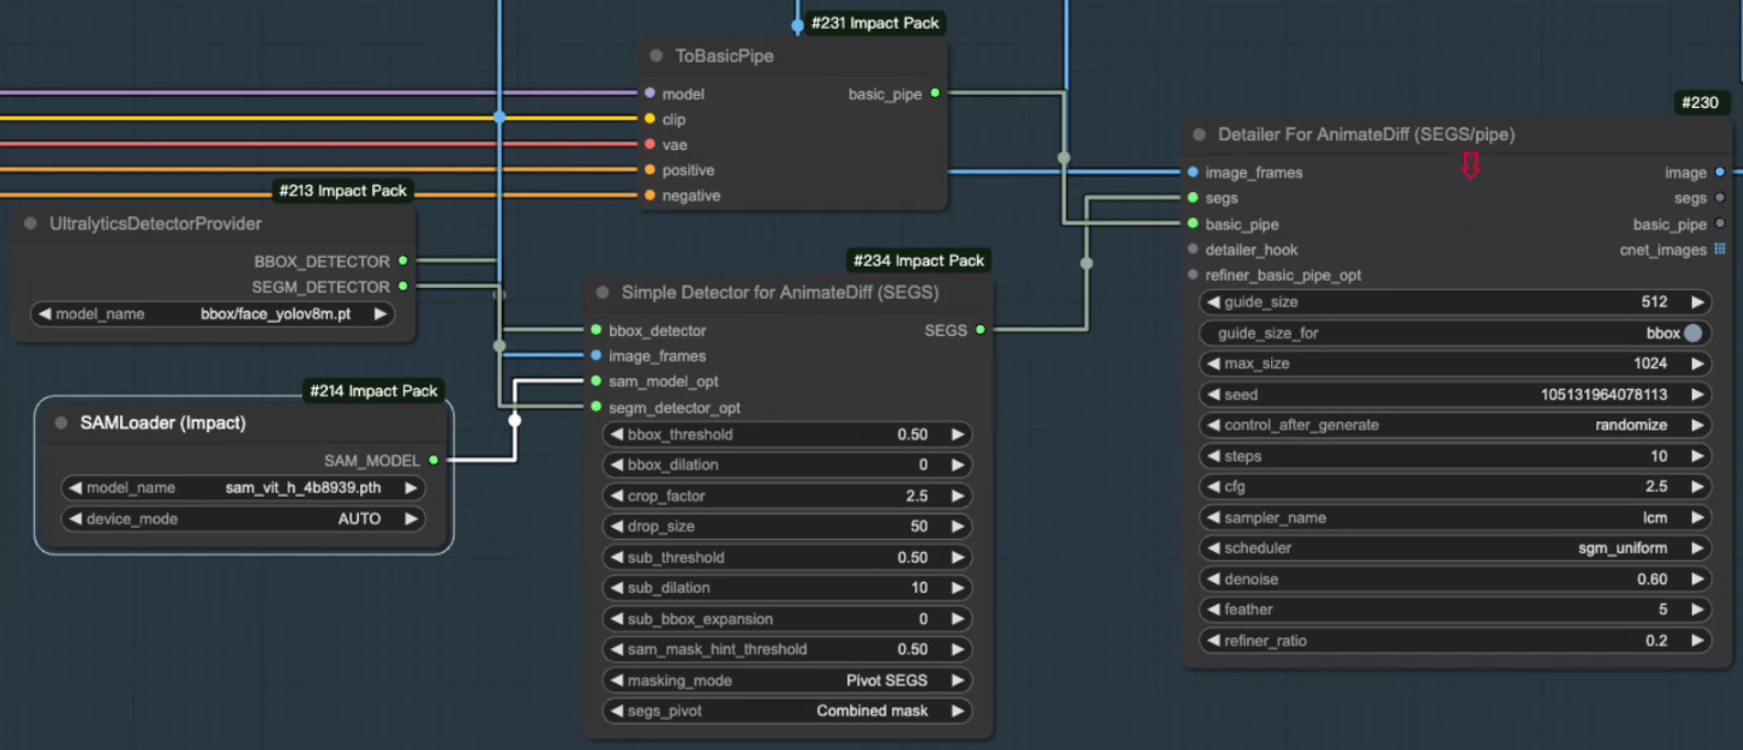 #231 Impact Pack
ToBasicPipe
model basic_pipe
clip
vae
positive
negative
#213 Impact Pack
UltralyticsDetectorProvider
BBOX_DETECTOR
SEGM_DETECTOR
model_name bbox/face_yolov8m.pt
#214 Impact Pack
SAMLoader (Impact)
SAM_MODEL
model_name sam_vit_h_4b8939.pth
device_mode AUTO
#234 Impact Pack
Simple Detector for AnimateDiff (SEGS)
bbox_detector SEGS
image_frames
sam_model_opt
segm_detector_opt
bbox_threshold 0.50
bbox_dilation 0
crop_factor 2.5
drop_size 50
sub_threshold 0.50
sub_dilation 10
sub_bbox_expansion 0
sam_mask_hint_threshold 0.50
masking_mode Pivot SEGS
segs_pivot Combined mask
#230
Detailer For AnimateDiff (SEGS/pipe)
image_frames image
segs segs
basic_pipe basic_pipe
detailer_hook cnet_images
refiner_basic_pipe_opt
guide_size 512
guide_size_for bbox
max_size 1024
seed 105131964078113
control_after_generate randomize
steps 10
cfg 2.5
sampler_name lcm
scheduler sgm_uniform
denoise 0.60
feather 5
refiner_ratio 0.2